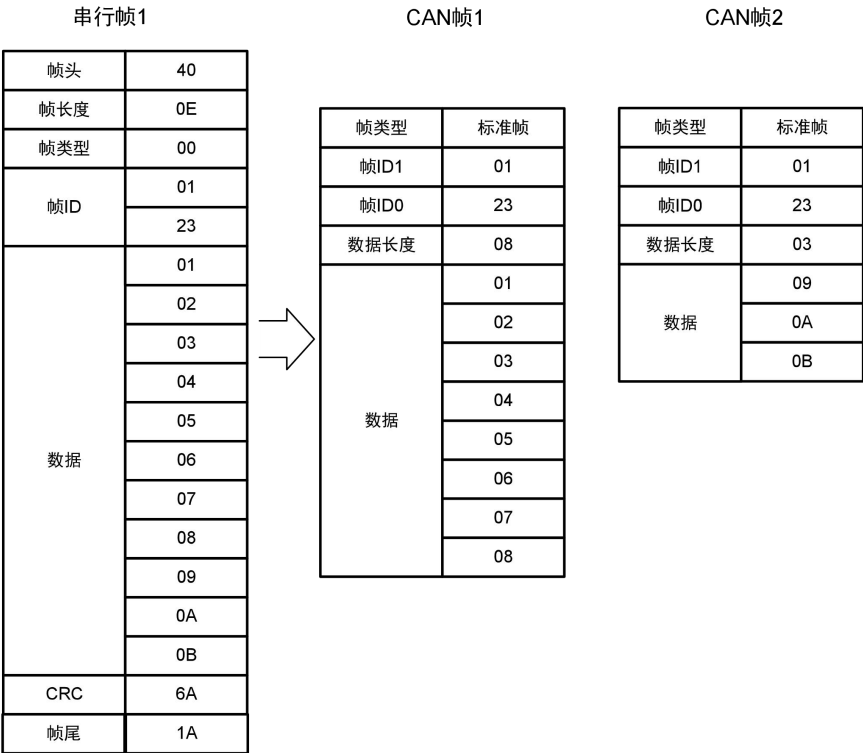 串行帧1
帧头 40
帧长度 0E
帧类型 00
帧ID 01
23
数据 01
02
03
04
05
06
07
08
09
0A
0B
CRC 6A
帧尾 1A
CAN帧1
帧类型 标准帧
帧ID1 01
帧ID0 23
数据长度 08
数据 01
02
03
04
05
06
07
08
CAN帧2
帧类型 标准帧
帧ID1 01
帧ID0 23
数据长度 03
数据 09
0A
0B